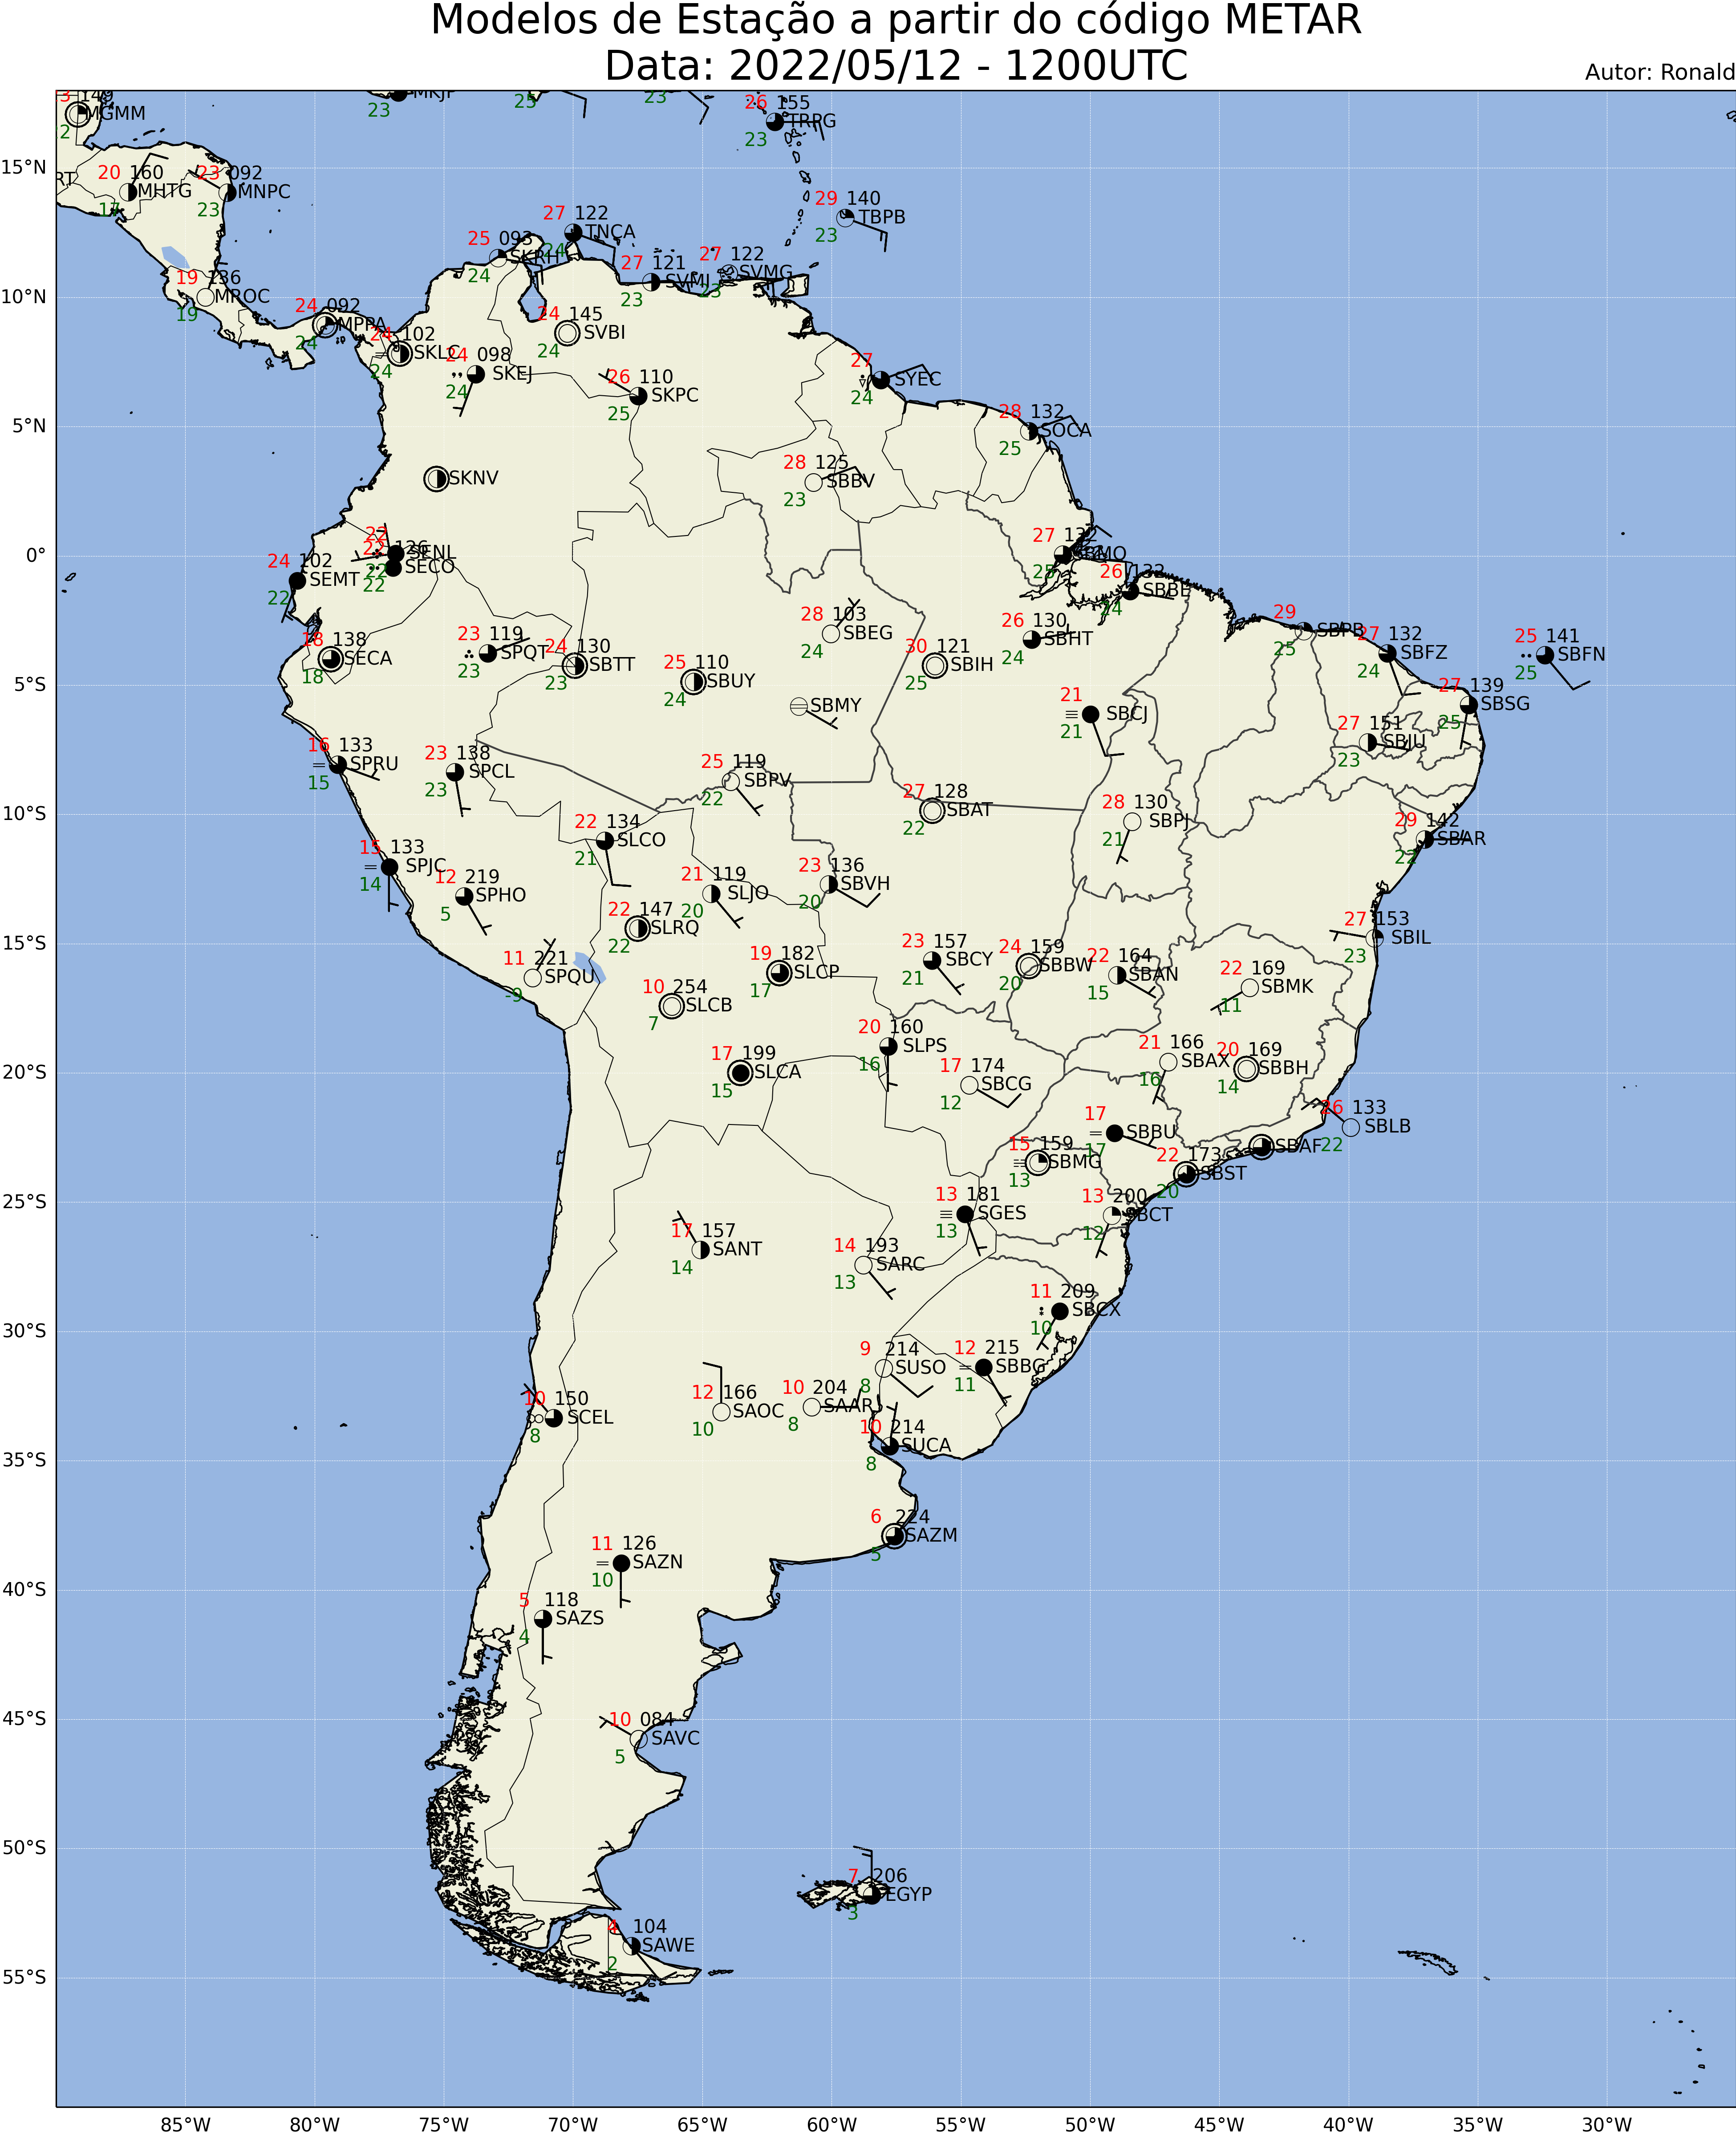 Modelos de Estação a partir do código METAR
Data: 2022/05/12 - 1200UTC
Autor: Ronald
MKJP
23
25
23
3 149
MGMM
2
26 155
TRPG
23
15°N
RT
20 160
MHTG
17
23 092
MNPC
23
29 140
TBPB
23
27 122
TNCA
24
25 093
SKRH
24
27 121
SVMI
23
27 122
SVMG
23
10°N
19 136
MROC
19
24 092
MPPA
24
24 102
SKLC
24
24 145
SVBI
24
24 098
SKEJ
24
26 110
SKPC
25
27
SYEC
24
5°N
28 132
SOCA
25
28 125
SBBV
23
SKNV
0°
22
SENL
22
22 126
SECO
22
24 102
SEMT
22
27 132
25
26 132
SBBE
24
28 103
SBEG
24
26 130
SBHT
24
29
SBPB
25
27 132
SBFZ
24
25 141
SBFN
25
18 138
SECA
18
23 119
SPQT
23
24 130
SBTT
23
25 110
SBUY
24
30 121
SBIH
25
5°S
SBMY
21
SBCJ
21
27 139
SBSG
25
27 151
SBJU
23
16 133
SPRU
15
23 138
SPCL
23
25 119
SBPV
22
27 128
SBAT
22
28 130
SBPJ
21
10°S
22 134
SLCO
21
29 142
SBAR
22
15 133
SPJC
14
12 219
SPHO
5
21 119
SLJO
20
23 136
SBVH
20
22 147
SLRQ
22
27 153
SBIL
23
15°S
11 221
SPQU
-9
19 182
SLCP
17
23 157
SBCY
21
24 159
SBBW
20
22 164
SBAN
15
22 169
SBMK
11
10 254
SLCB
7
20 160
SLPS
16
17 199
SLCA
15
17 174
SBCG
12
21 166
SBAX
16
20 169
SBBH
14
20°S
17
SBBU
17
26 133
SBLB
22
15 159
SBMG
13
22 173
SBST
20
SBAF
25°S
13 181
SGES
13
13 200
SBCT
12
17 157
SANT
14
14 193
SARC
13
11 209
SBCX
10
30°S
9 214
SUSO
8
12 215
SBBG
11
10 150
SCEL
8
12 166
SAOC
10
10 204
SAAR
8
10 214
SUCA
8
35°S
6 224
SAZM
5
11 126
SAZN
10
40°S
5 118
SAZS
4
45°S
10 084
SAVC
5
50°S
7 206
EGYP
3
4 104
SAWE
2
55°S
85°W 80°W 75°W 70°W 65°W 60°W 55°W 50°W 45°W 40°W 35°W 30°W